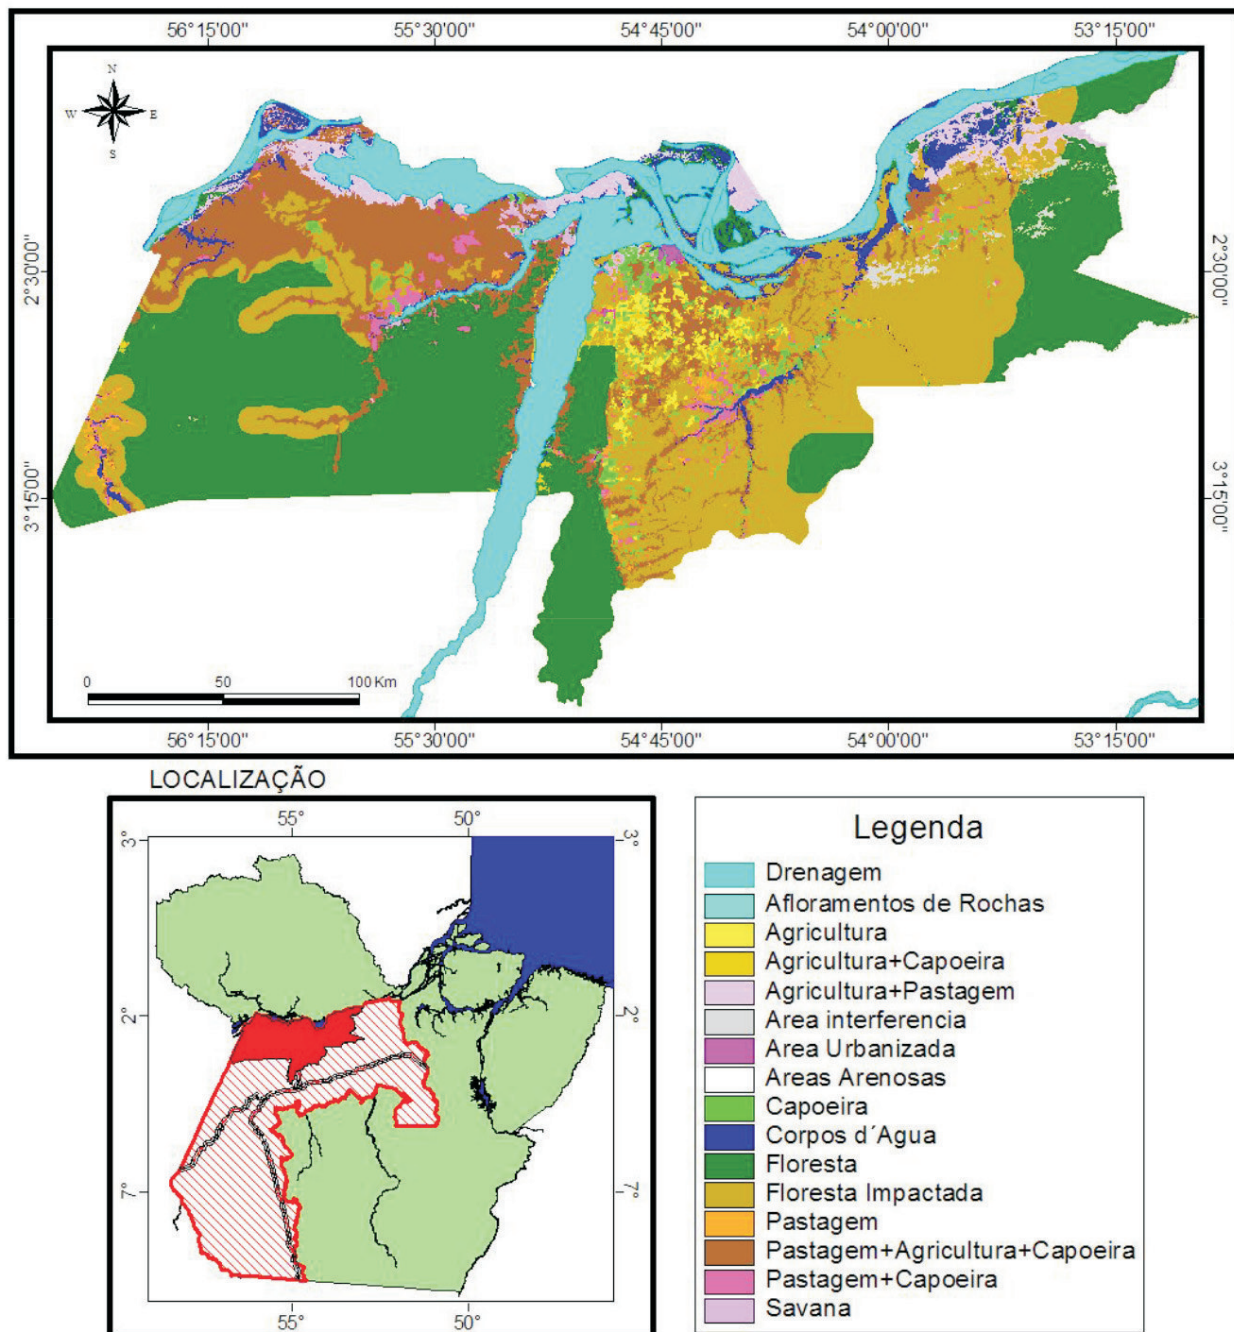 56°15'00" 55°30'00" 54°45'00" 54°00'00" 53°15'00"
N
W E
S
2°30'00" 2°30'00"
3°15'00" 3°15'00"
0 50 100 Km
56°15'00" 55°30'00" 54°45'00" 54°00'00" 53°15'00"
LOCALIZAÇÃO
55° 50°
3° 3°
2° 2°
7° 7°
55° 50°
Legenda
Drenagem
Afloramentos de Rochas
Agricultura
Agricultura+Capoeira
Agricultura+Pastagem
Area interferencia
Area Urbanizada
Areas Arenosas
Capoeira
Corpos d´Agua
Floresta
Floresta Impactada
Pastagem
Pastagem+Agricultura+Capoeira
Pastagem+Capoeira
Savana